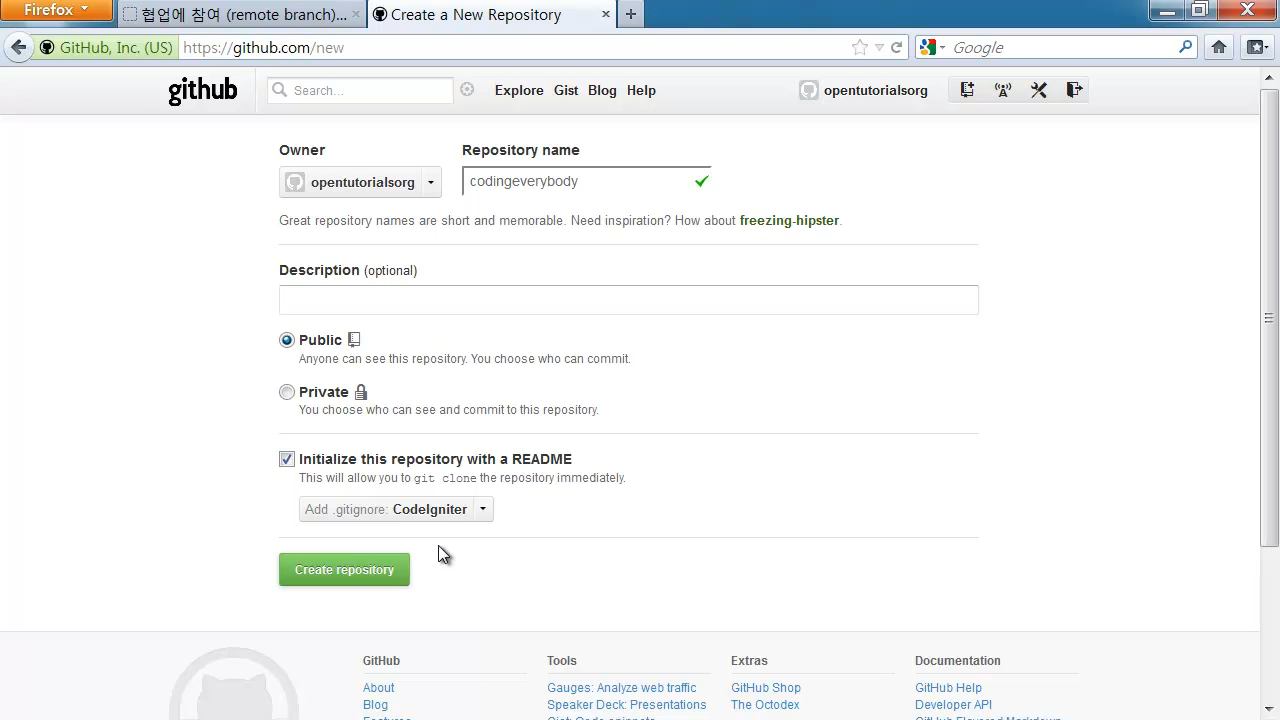 Firefox
협업에 참여 (remote branch)...
Create a New Repository
GitHub, Inc. (US)
https://github.com/new
Google
github
Search...
Explore
Gist
Blog
Help
opentutorialsorg
Owner
Repository name
opentutorialsorg
codingeverybody
Great repository names are short and memorable. Need inspiration? How about freezing-hipster.
Description (optional)
Public
Anyone can see this repository. You choose who can commit.
Private
You choose who can see and commit to this repository.
Initialize this repository with a README
This will allow you to git clone the repository immediately.
Add .gitignore: CodeIgniter
Create repository
GitHub
Tools
Extras
Documentation
About
Gauges: Analyze web traffic
GitHub Shop
GitHub Help
Blog
Speaker Deck: Presentations
The Octodex
Developer API